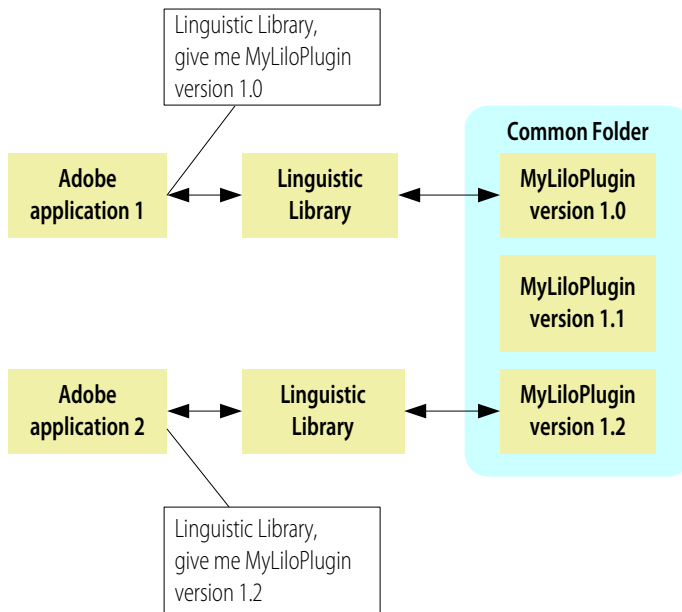 Linguistic Library,
give me MyLiloPlugin
version 1.0
Common Folder
Adobe
application 1
Linguistic
Library
MyLiloPlugin
version 1.0
MyLiloPlugin
version 1.1
Adobe
application 2
Linguistic
Library
MyLiloPlugin
version 1.2
Linguistic Library,
give me MyLiloPlugin
version 1.2